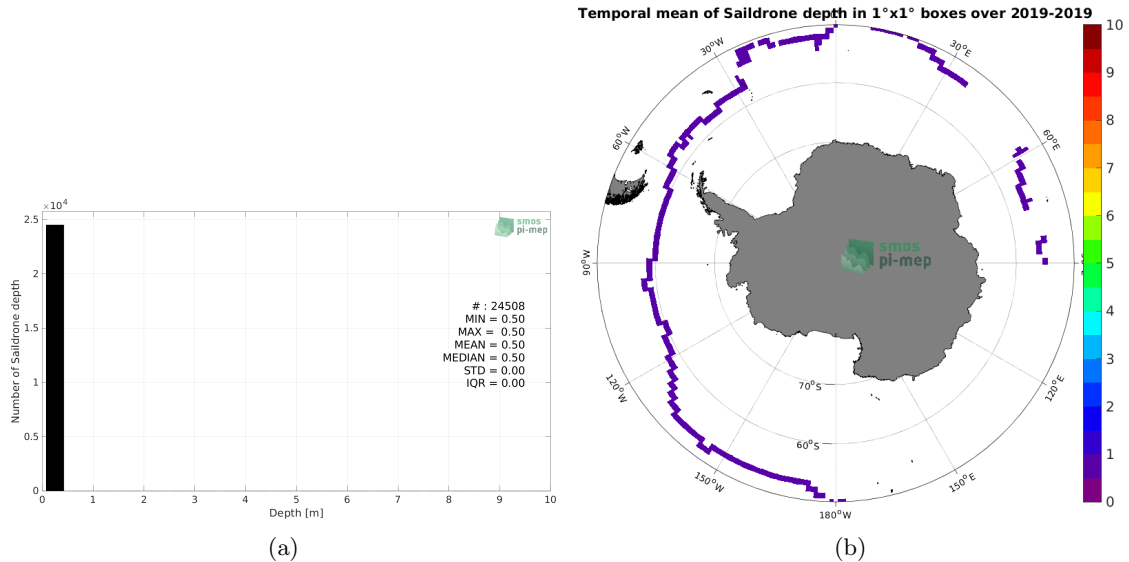 Temporal mean of Saildrone depth in 1°x1° boxes over 2019-2019
×10⁴
2.5
2
1.5
1
0.5
0
Number of Saildrone depth
smos
pi-mep
# : 24508
MIN = 0.50
MAX = 0.50
MEAN = 0.50
MEDIAN = 0.50
STD = 0.00
IQR = 0.00
0 1 2 3 4 5 6 7 8 9 10
Depth [m]
(a)
30°W
30°E
60°W
60°E
90°W
smos
pi-mep
120°W
120°E
70°S
60°S
150°W
150°E
180°W
10
9
8
7
6
5
4
3
2
1
0
(b)